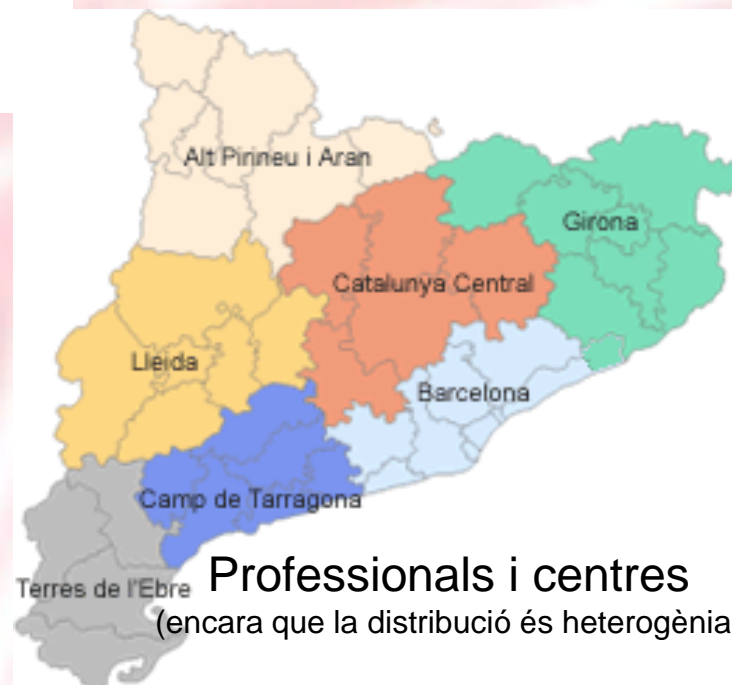 Alt Pirineu i Aran
Girona
Catalunya Central
Lleida
Barcelona
Camp de Tarragona
Terres de l'Ebre
Professionals i centres
(encara que la distribució és heterogènia